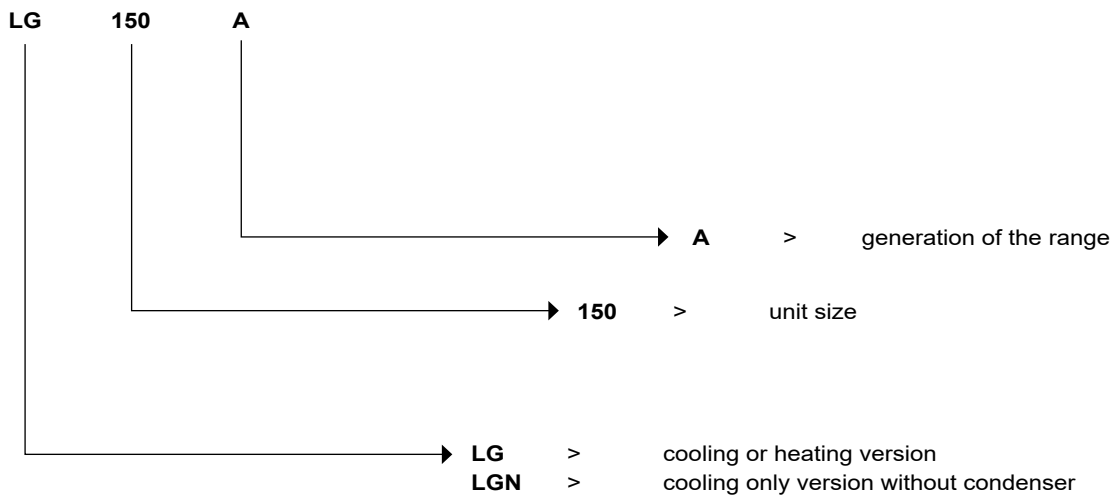 LG 150 A
A > generation of the range
150 > unit size
LG > cooling or heating version
LGN > cooling only version without condenser